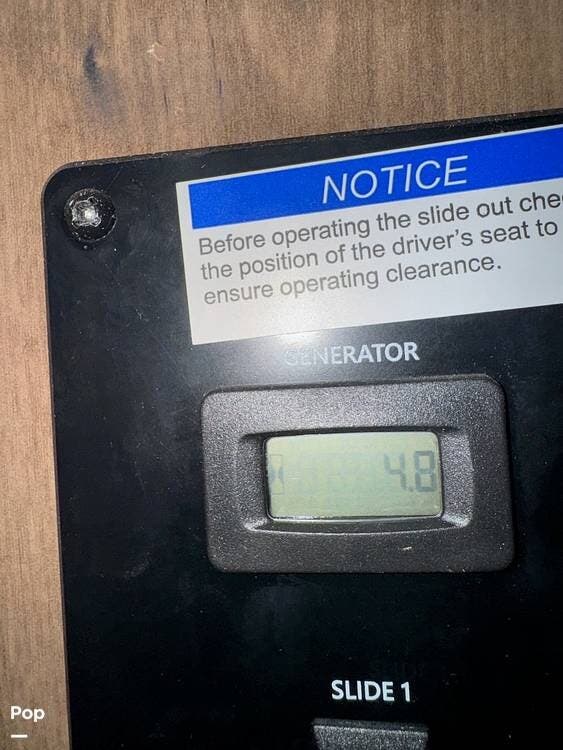 NOTICE
Before operating the slide out che
the position of the driver's seat to
ensure operating clearance.
GENERATOR
4.8
SLIDE 1
Pop